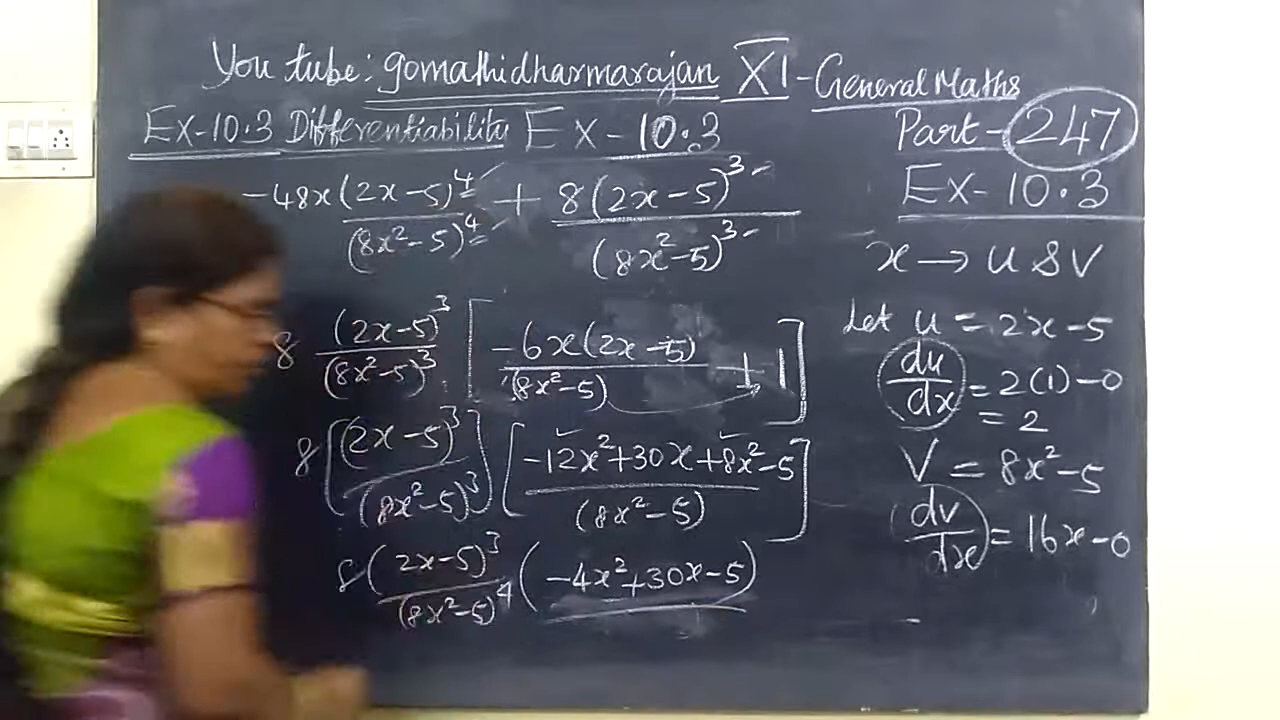 You tube: gomathidharmarajan XI - General Maths
Ex-10.3 Differentiability Ex-10.3
Part-247
Ex-10.3
-48x(2x-5)^4/(8x²-5)^4 + 8(2x-5)^3/(8x²-5)^3
8 (2x-5)^3/(8x²-5)^3 [-6x(2x-5)/(8x²-5) + 1]
8[(2x-5)^3/(8x²-5)^3] [-12x²+30x+8x²-5/(8x²-5)]
8(2x-5)^3/(8x²-5)^4 (-4x²+30x-5)
x → u & v
Let u = 2x-5
du/dx = 2(1)-0
= 2
V = 8x²-5
dv/dx = 16x-0